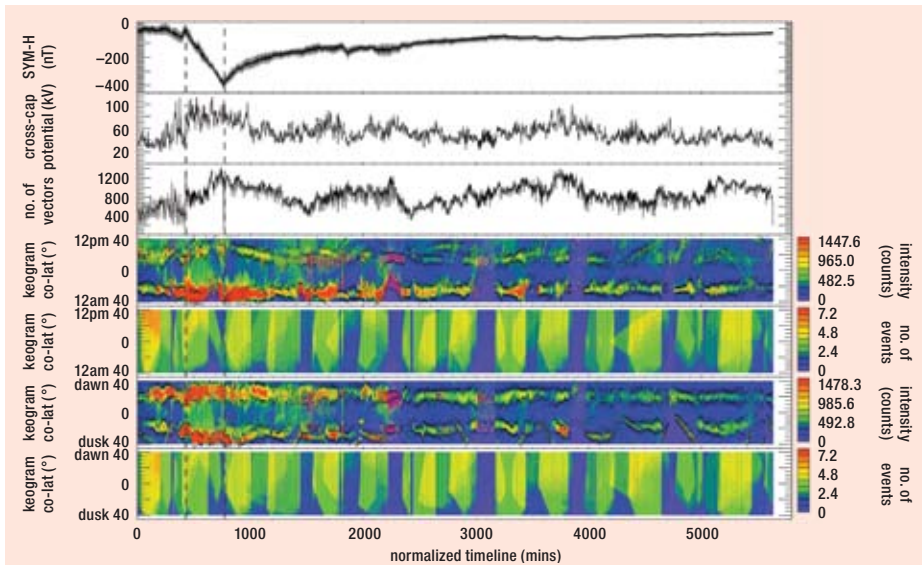 0
−200
−400
SYM-H
(nT)
100
60
20
cross-cap
potential (kV)
1200
800
400
no. of
vectors
12pm 40
0
12am 40
keogram
co-lat (°)
1447.6
965.0
482.5
0
intensity
(counts)
12pm 40
0
12am 40
keogram
co-lat (°)
7.2
4.8
2.4
0
no. of
events
dawn 40
0
dusk 40
keogram
co-lat (°)
1478.3
985.6
492.8
0
intensity
(counts)
dawn 40
0
dusk 40
keogram
co-lat (°)
7.2
4.8
2.4
0
no. of
events
0 1000 2000 3000 4000 5000
normalized timeline (mins)